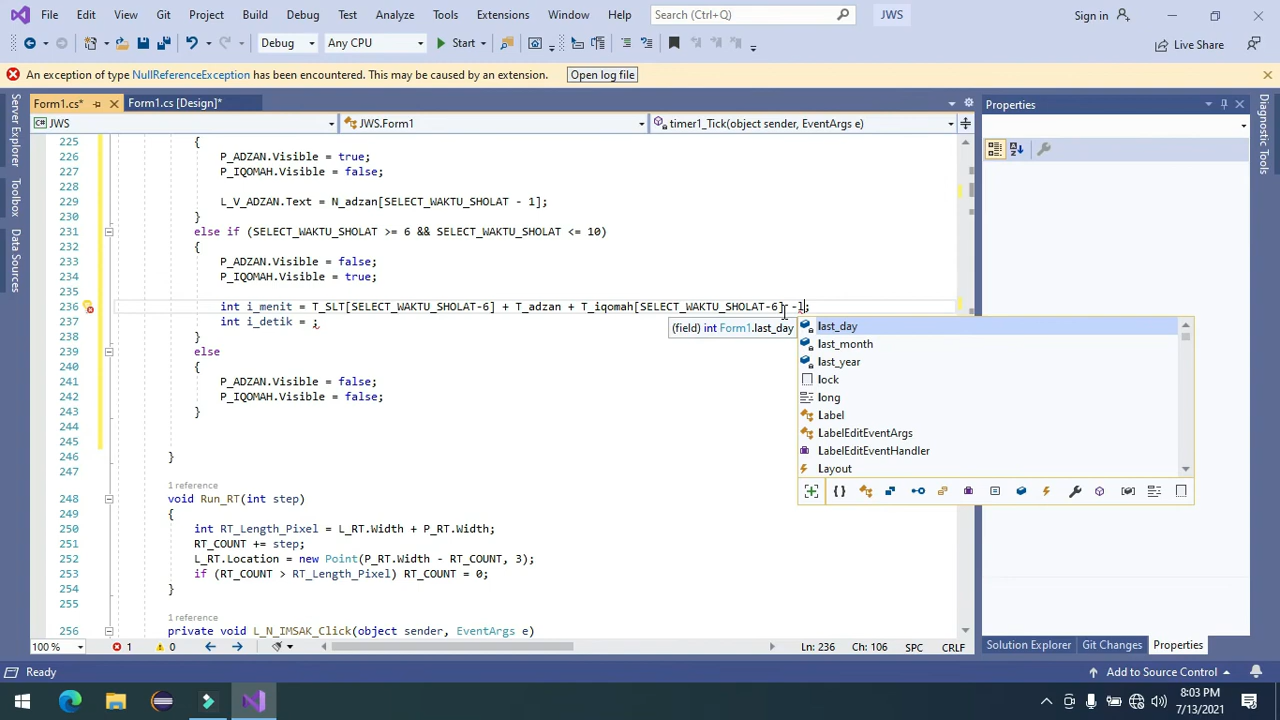 File Edit View Git Project Build Debug Test Analyze Tools Extensions Window Help Search (Ctrl+Q) JWS Sign in
Debug Any CPU Start Live Share
An exception of type NullReferenceException has been encountered. This may be caused by an extension. Open log file
Form1.cs* Form1.cs [Design]* Properties
JWS JWS.Form1 timer1_Tick(object sender, EventArgs e)
Server Explorer
Toolbox
Data Sources
Diagnostic Tools
225 {
226 P_ADZAN.Visible = true;
227 P_IQOMAH.Visible = false;
228
229 L_V_ADZAN.Text = N_adzan[SELECT_WAKTU_SHOLAT - 1];
230 }
231 else if (SELECT_WAKTU_SHOLAT >= 6 && SELECT_WAKTU_SHOLAT <= 10)
232 {
233 P_ADZAN.Visible = false;
234 P_IQOMAH.Visible = true;
235
236 int i_menit = T_SLT[SELECT_WAKTU_SHOLAT-6] + T_adzan + T_iqomah[SELECT_WAKTU_SHOLAT-6] -l;
237 int i_detik = ;
(field) int Form1.last_day
last_day
last_month
last_year
lock
long
Label
LabelEditEventArgs
LabelEditEventHandler
Layout
238 }
239 else
240 {
241 P_ADZAN.Visible = false;
242 P_IQOMAH.Visible = false;
243 }
244
245
246 }
247
1 reference
248 void Run_RT(int step)
249 {
250 int RT_Length_Pixel = L_RT.Width + P_RT.Width;
251 RT_COUNT += step;
252 L_RT.Location = new Point(P_RT.Width - RT_COUNT, 3);
253 if (RT_COUNT > RT_Length_Pixel) RT_COUNT = 0;
254 }
255
1 reference
256 private void L_N_IMSAK_Click(object sender, EventArgs e)
100 % 1 0 Ln: 236 Ch: 106 SPC CRLF
Solution Explorer Git Changes Properties
Ready Add to Source Control
8:03 PM
7/13/2021